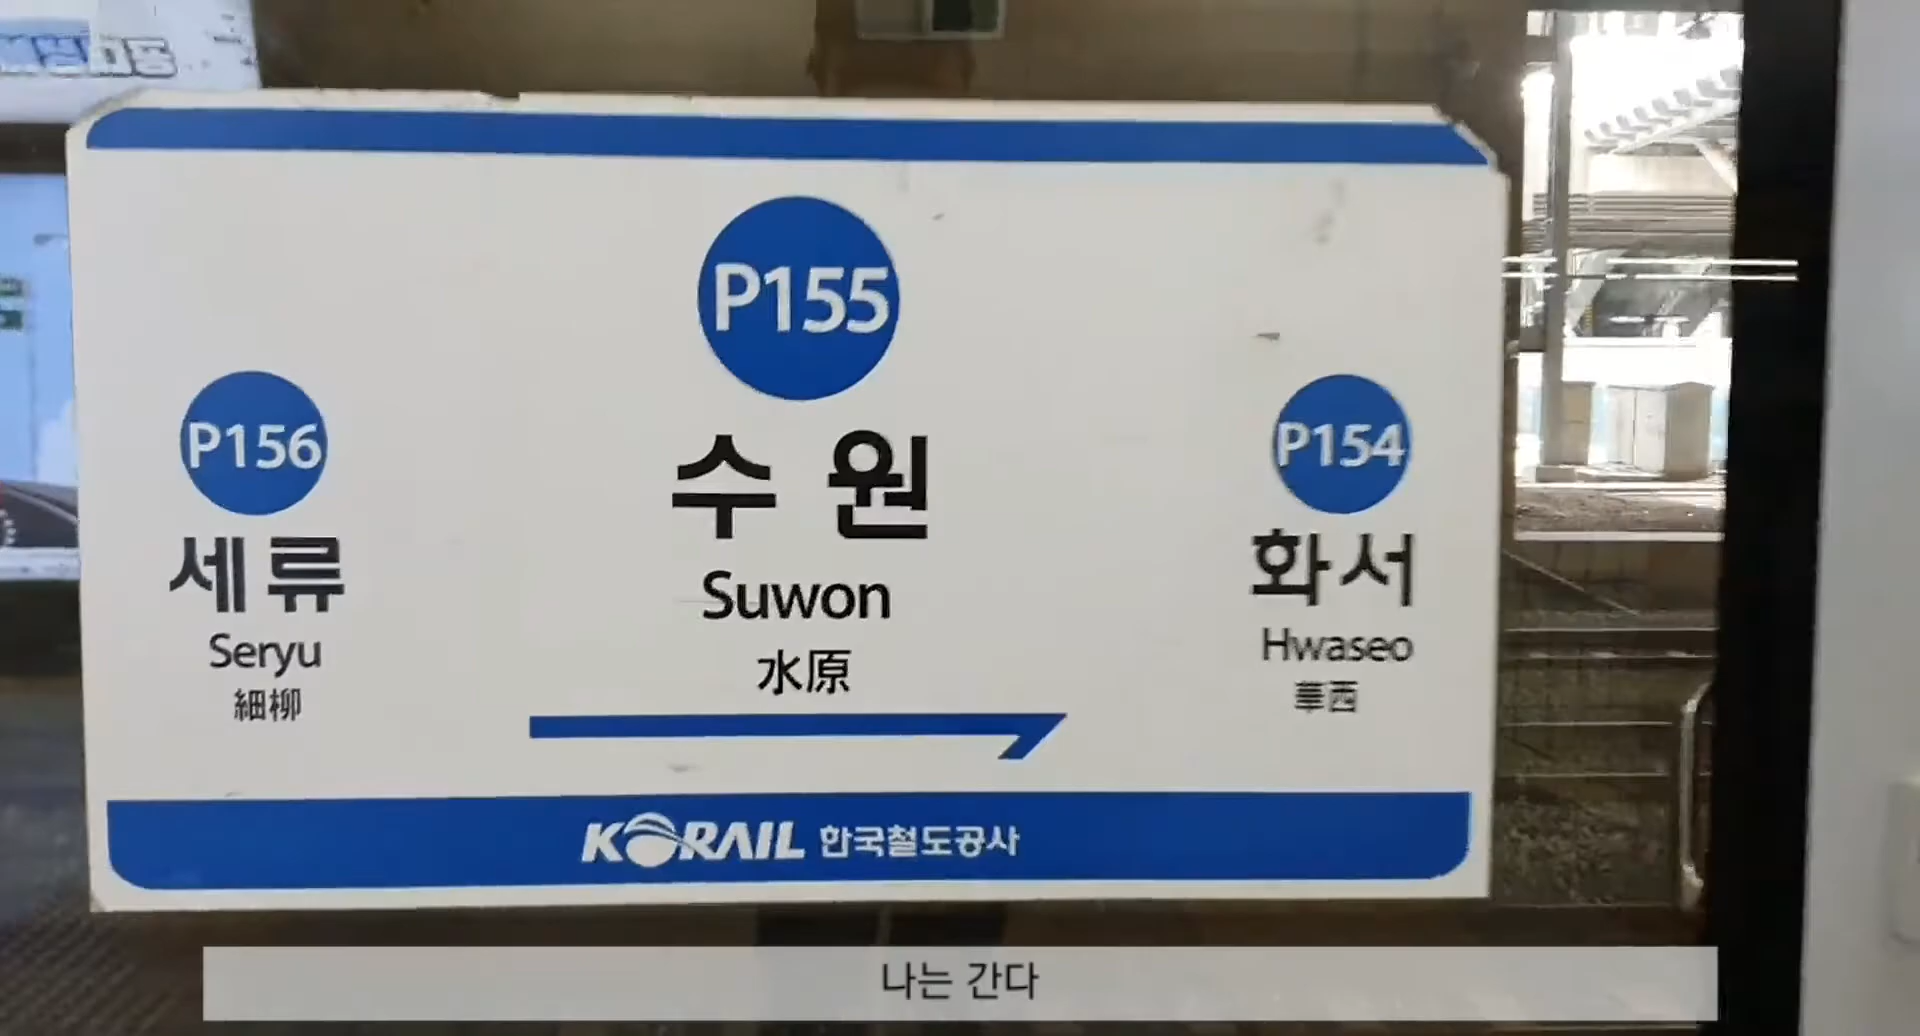 P155
수원
Suwon
水原
P156
세류
Seryu
細柳
P154
화서
Hwaseo
華西
KORAIL 한국철도공사
나는 간다